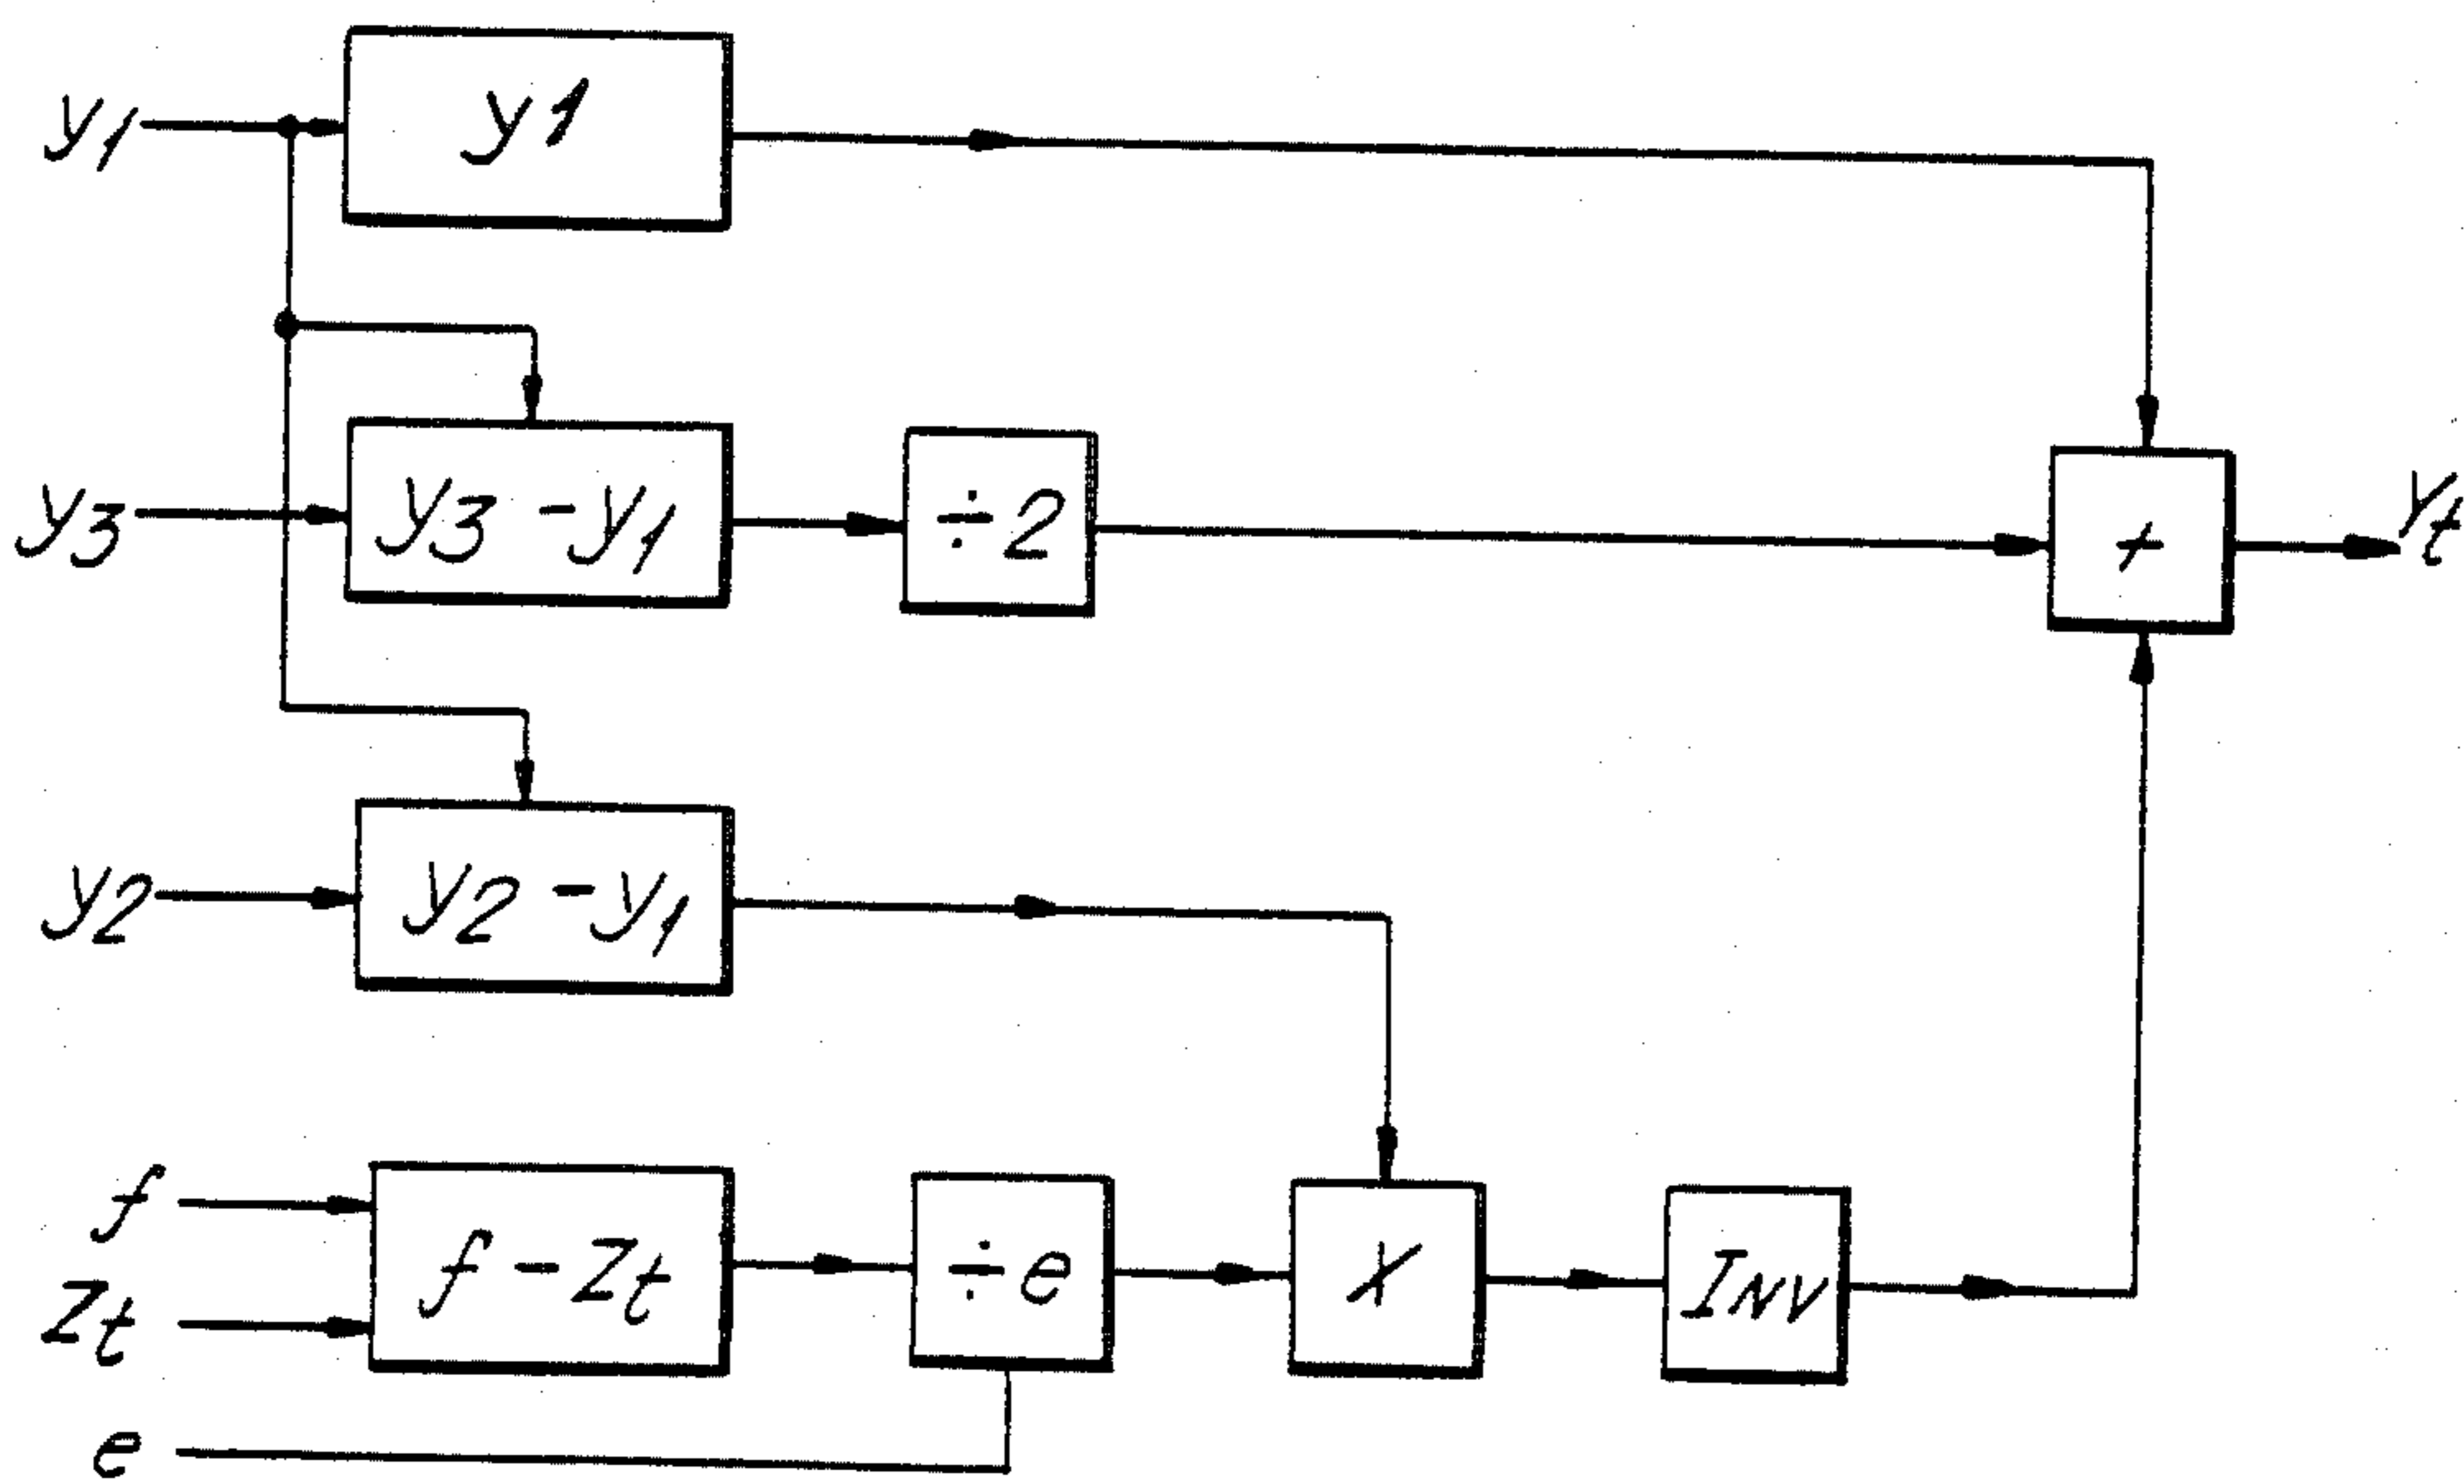 y1 y1
y3 y3 - y1 ÷2 + yt
y2 y2 - y1
f
f - Zt ÷e X INV
Zt
e